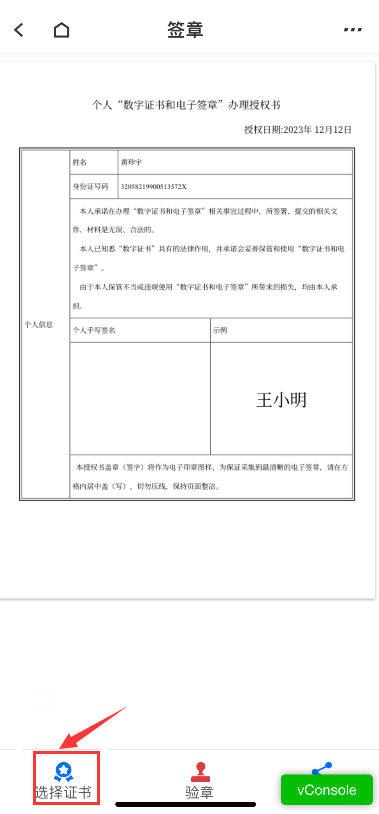 签章
个人“数字证书和电子签章”办理授权书
授权日期:2023年 12月12日
姓名 黄珍宇
身份证号码 32058219900513572X
本人承诺在办理“数字证书和电子签章”相关事宜过程中，所签署、提交的相关文
件、材料是无误、合法的。
本人已知悉“数字证书”具有的法律作用，并承诺会妥善保管和使用“数字证书和电
子签章”。
由于本人保管不当或违规使用“数字证书和电子签章”所带来的损失，均由本人承
担。
个人信息
个人手写签名 示例
王小明
本授权书盖章（签字）将作为电子印章图样，为保证采集到最清晰的电子签章，请在方
格内居中盖（写），切勿压线，保持页面整洁。
选择证书 验章 vConsole